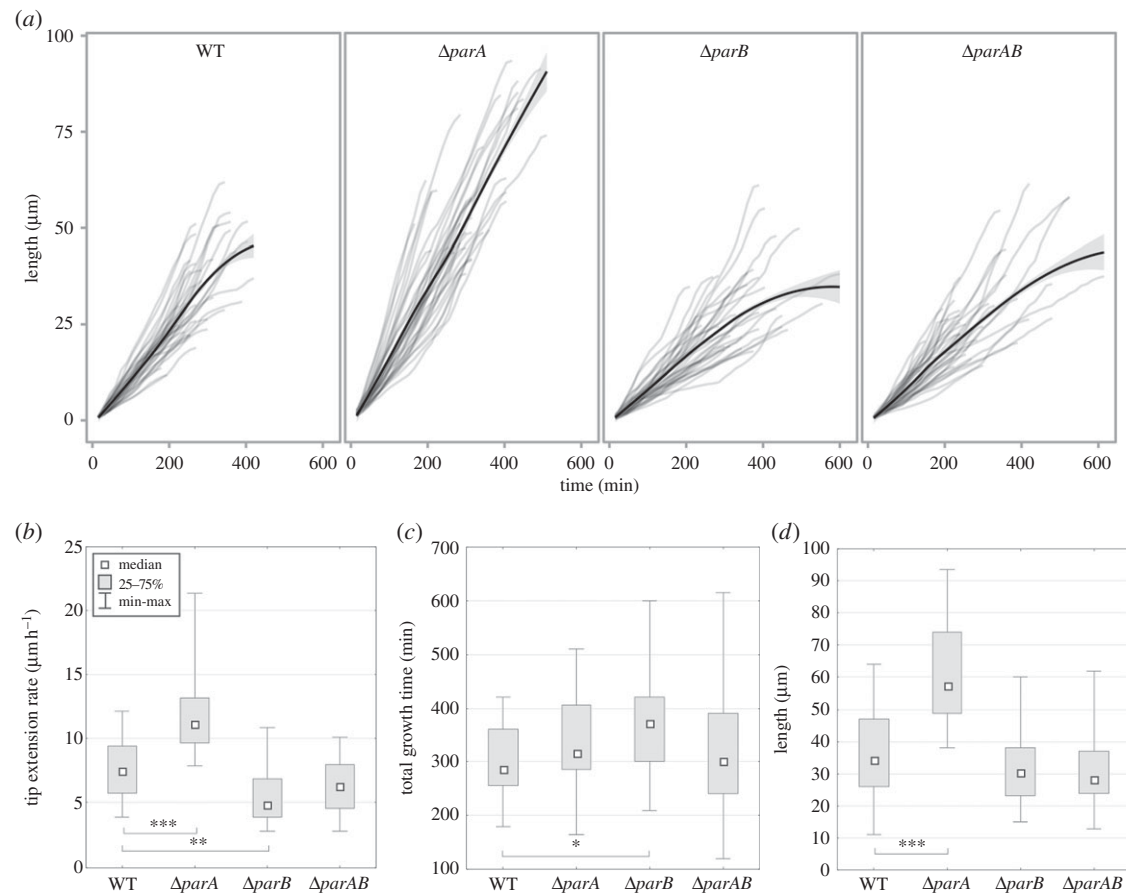 (a)
WT
ΔparA
ΔparB
ΔparAB
100
75
50
25
0
length (μm)
0 200 400 600
0 200 400 600
0 200 400 600
0 200 400 600
time (min)
(b)
25
20
15
10
5
0
tip extension rate (μm h−1)
median
25–75%
min-max
***
**
WT ΔparA ΔparB ΔparAB
(c)
700
600
500
400
300
200
100
total growth time (min)
*
WT ΔparA ΔparB ΔparAB
(d)
100
90
80
70
60
50
40
30
20
10
0
length (μm)
***
WT ΔparA ΔparB ΔparAB